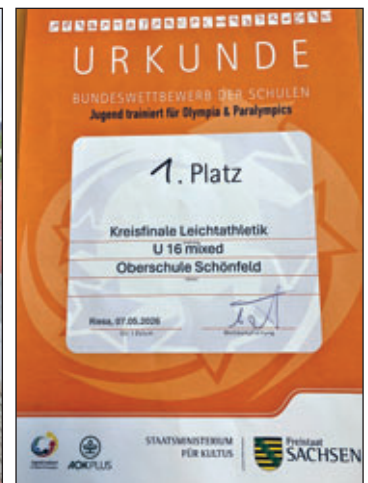 URKUNDE
BUNDESWETTBEWERB DER SCHULEN
Jugend trainiert für Olympia & Paralympics
1. Platz
Kreisfinale Leichtathletik
U 16 mixed
Oberschule Schönfeld
Riesa, 07.05.2026
AOK PLUS
STAATSMINISTERIUM
FÜR KULTUS
Freistaat
SACHSEN